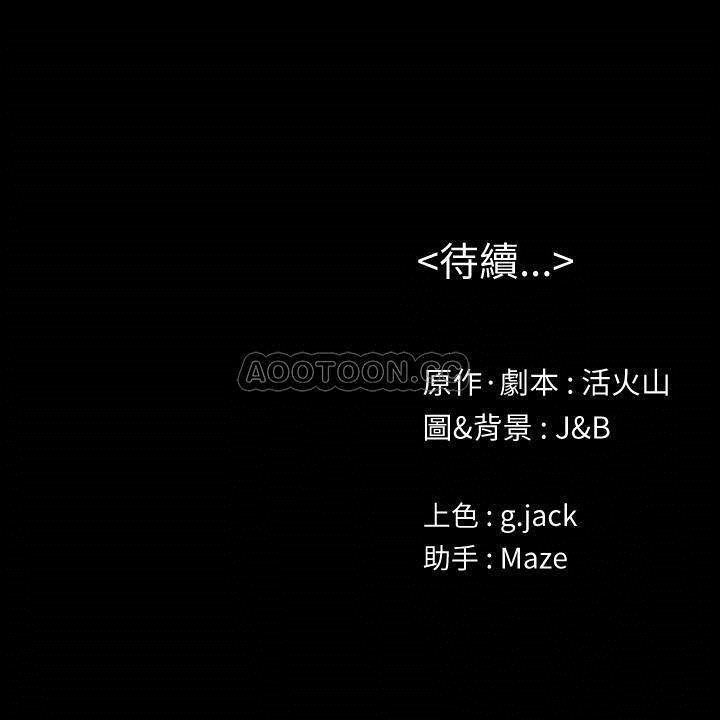 <待續...>
AOOTOON.CC
原作·劇本 : 活火山
圖&背景 : J&B
上色 : g.jack
助手 : Maze